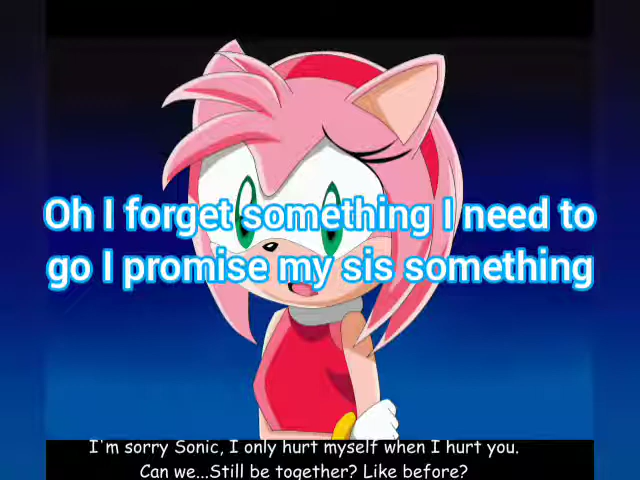 Oh I forget something I need to
go I promise my sis something
I'm sorry Sonic, I only hurt myself when I hurt you.
Can we...Still be together? Like before?